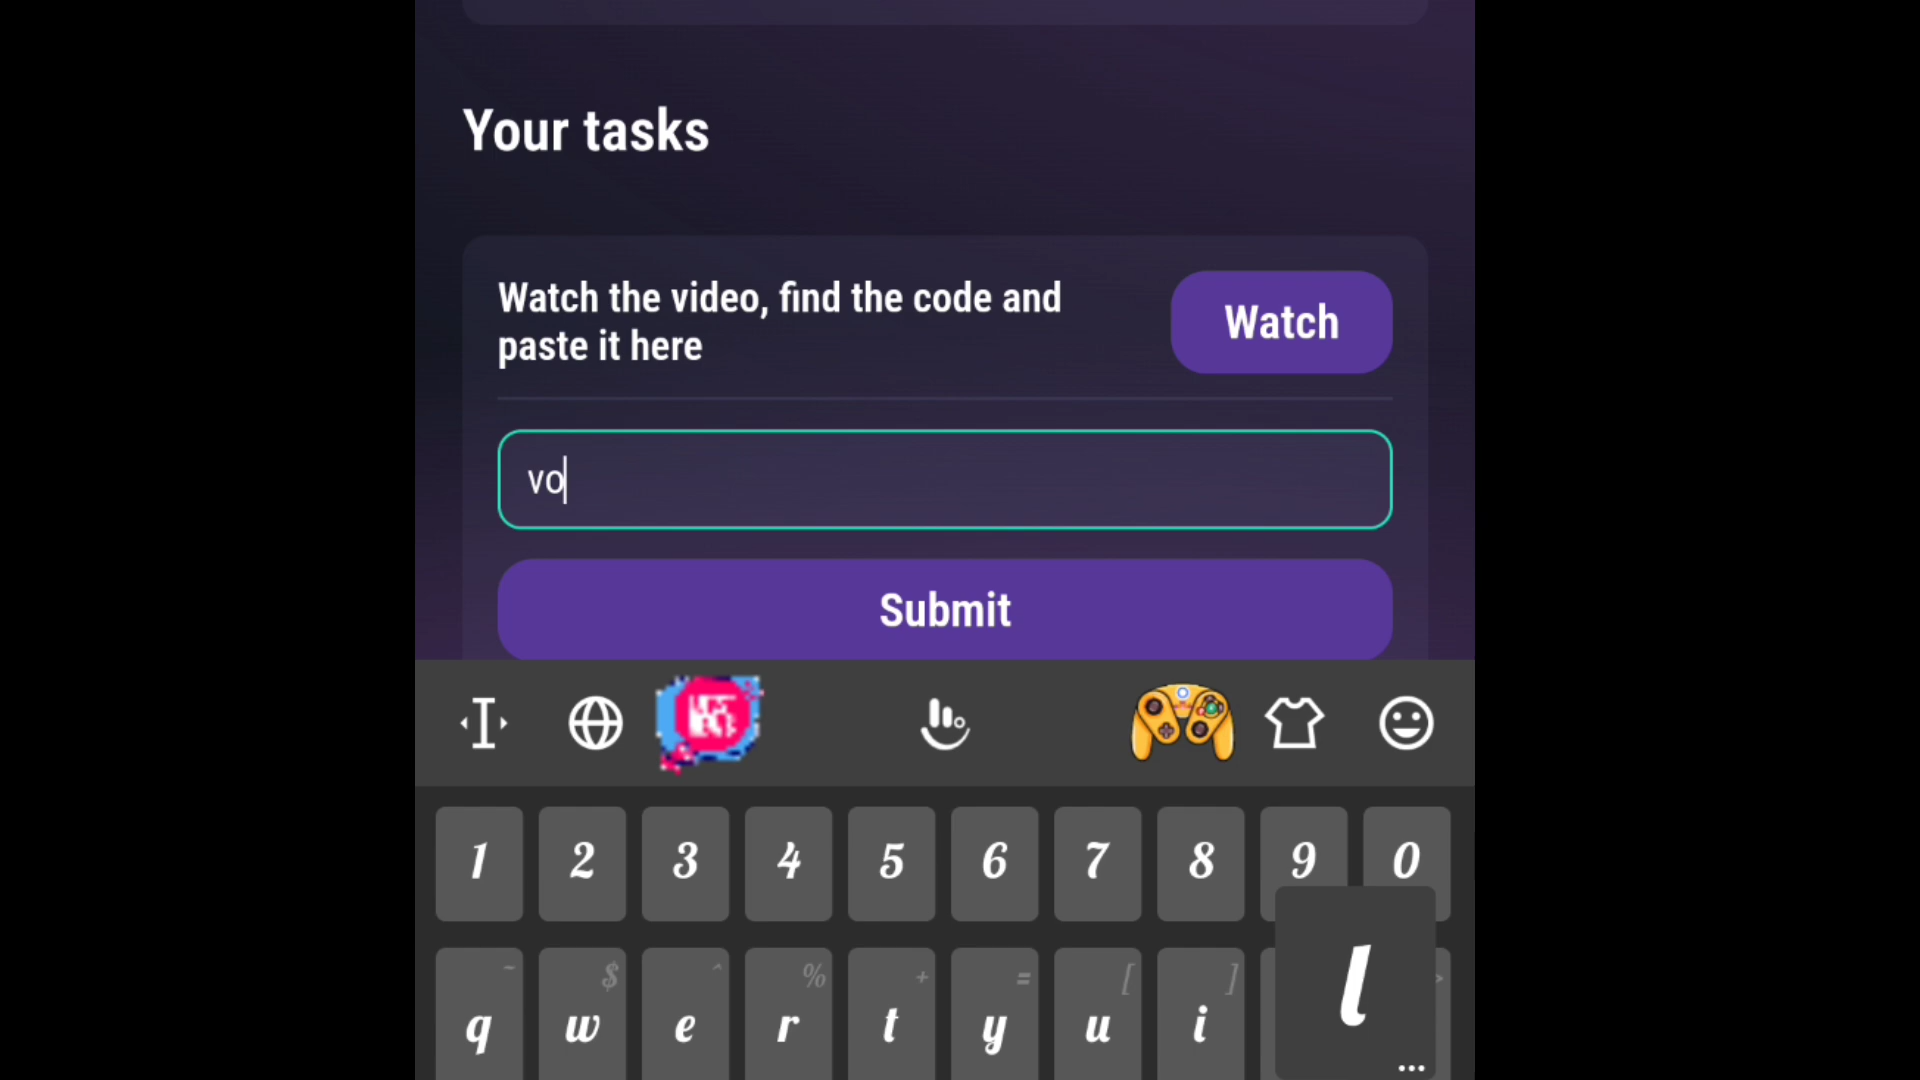 Your tasks
Watch the video, find the code and
paste it here
Watch
vo
Submit
1 2 3 4 5 6 7 8 9 0
~ $ ^ % + = [ ] >
q w e r t y u i
l
...